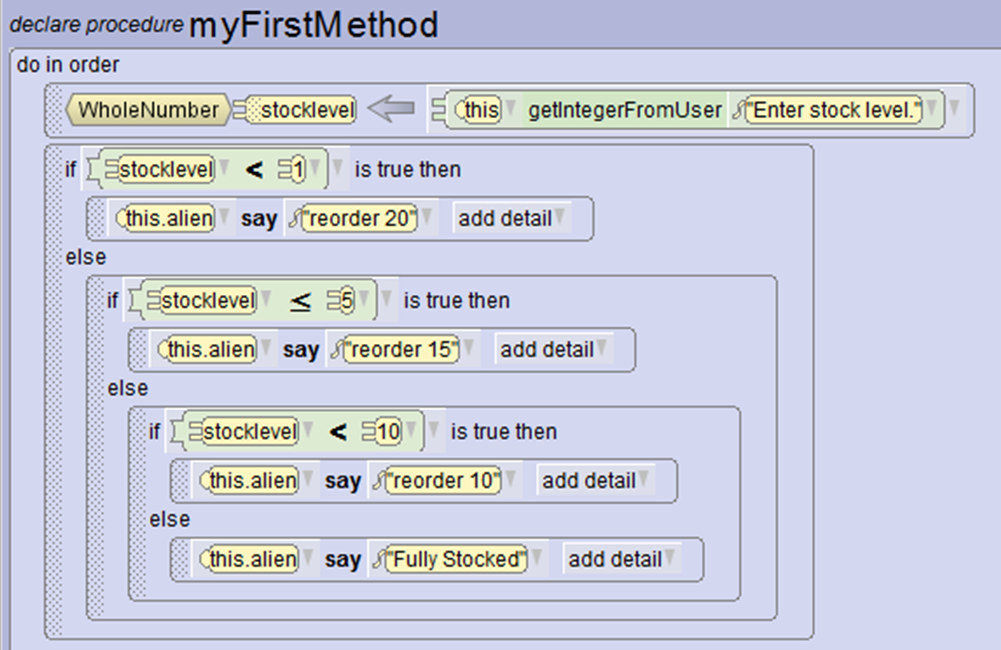 declare procedure myFirstMethod
do in order
WholeNumber stocklevel this getIntegerFromUser "Enter stock level."
if stocklevel < 1 is true then
this.alien say "reorder 20" add detail
else
if stocklevel ≤ 5 is true then
this.alien say "reorder 15" add detail
else
if stocklevel < 10 is true then
this.alien say "reorder 10" add detail
else
this.alien say "Fully Stocked" add detail